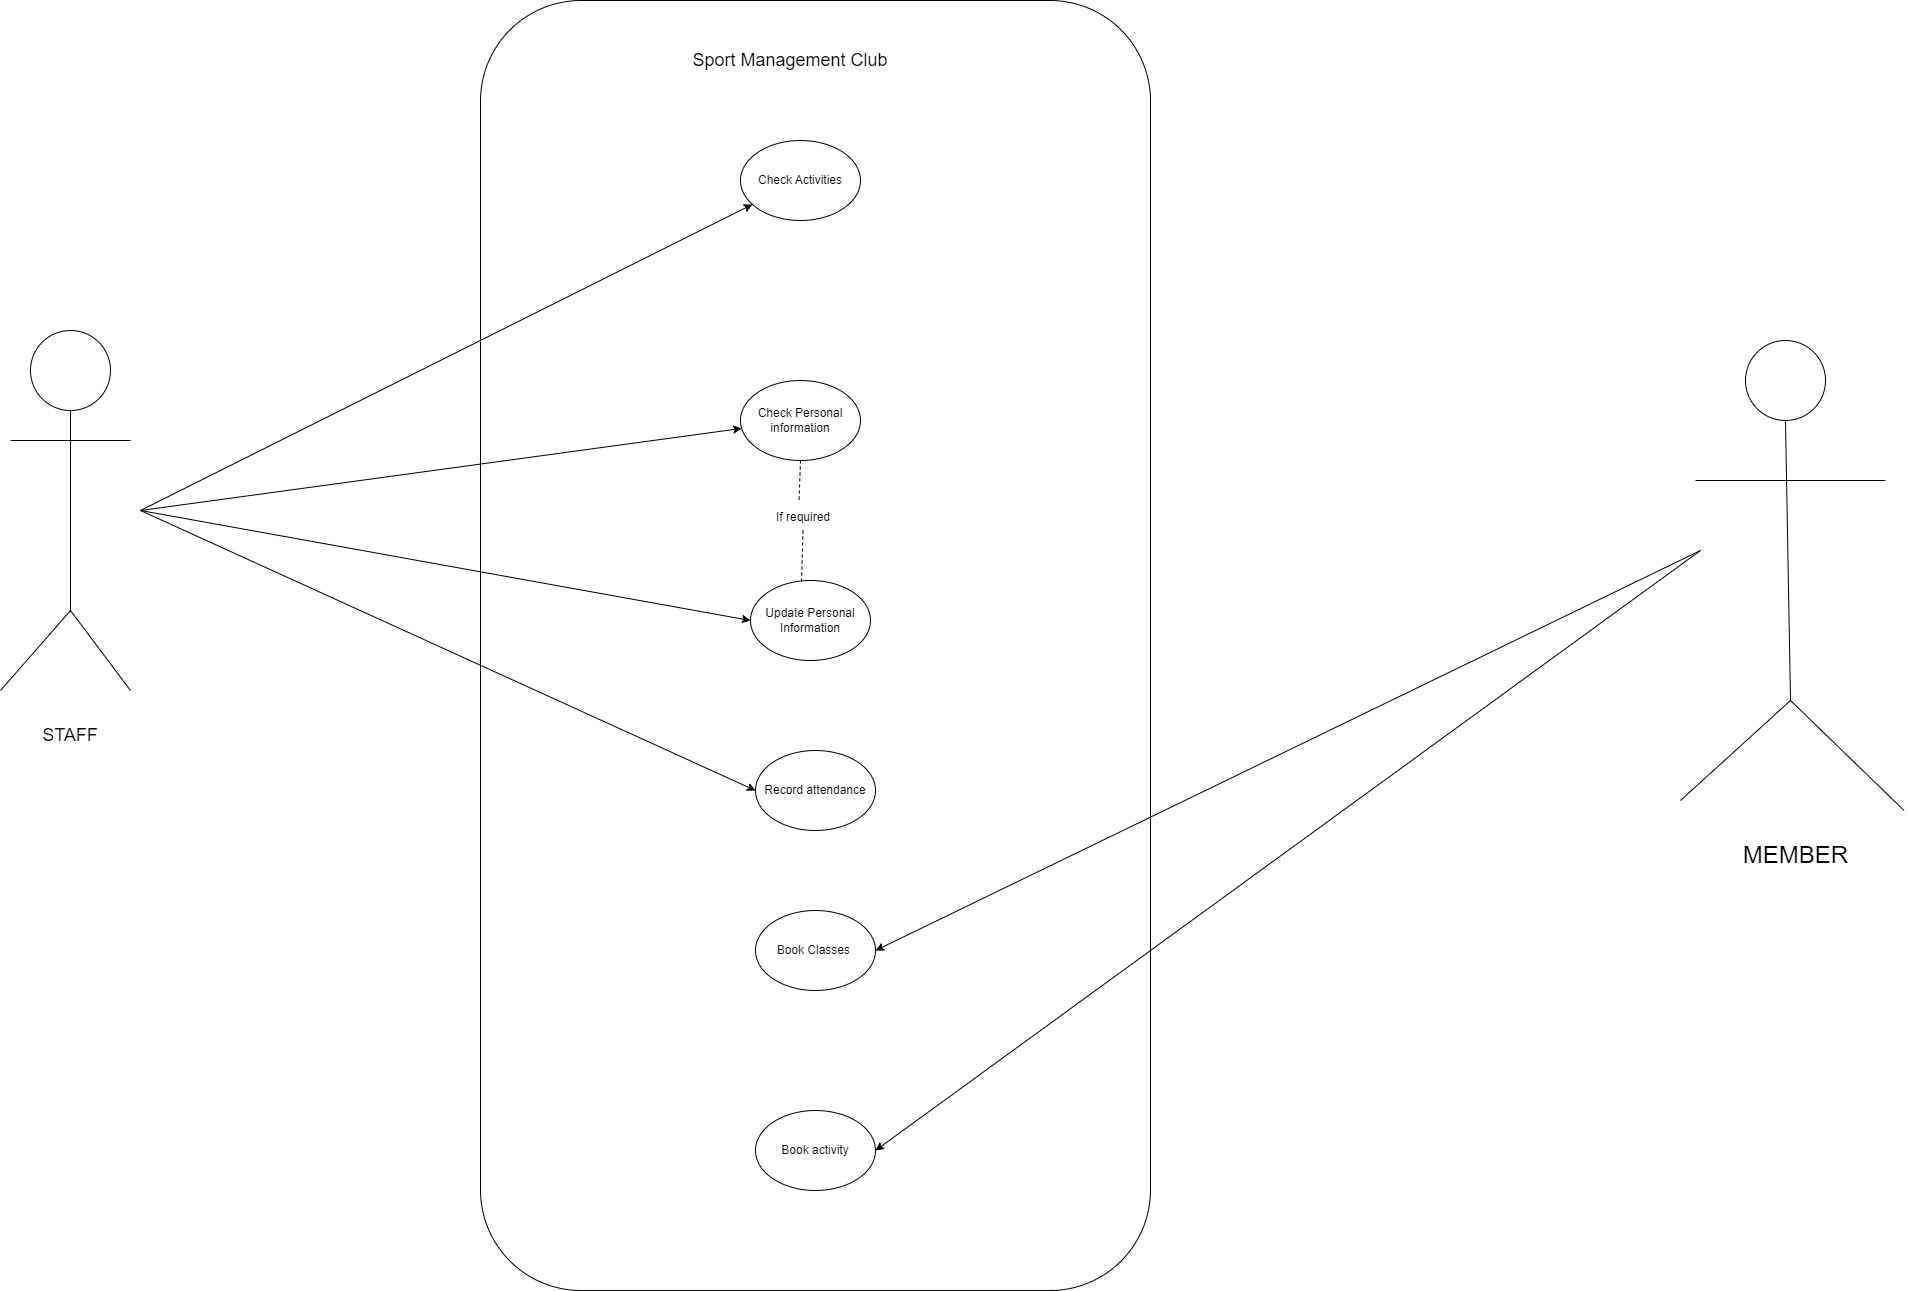 Sport Management Club
Check Activities
Check Personal
information
If required
Update Personal
Information
STAFF
Record attendance
MEMBER
Book Classes
Book activity